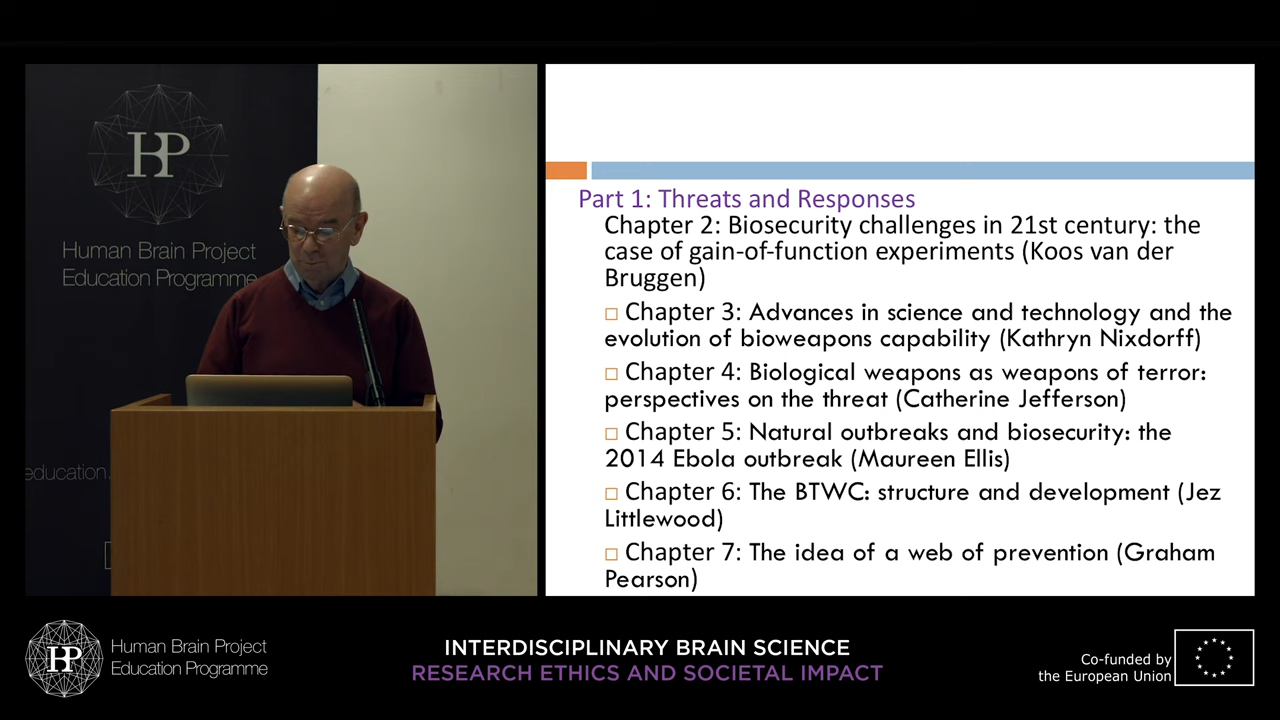 HP
Human Brain Project
Education Programme
education.
Part 1: Threats and Responses
Chapter 2: Biosecurity challenges in 21st century: the
case of gain-of-function experiments (Koos van der
Bruggen)
Chapter 3: Advances in science and technology and the
evolution of bioweapons capability (Kathryn Nixdorff)
Chapter 4: Biological weapons as weapons of terror:
perspectives on the threat (Catherine Jefferson)
Chapter 5: Natural outbreaks and biosecurity: the
2014 Ebola outbreak (Maureen Ellis)
Chapter 6: The BTWC: structure and development (Jez
Littlewood)
Chapter 7: The idea of a web of prevention (Graham
Pearson)
HP
Human Brain Project
Education Programme
INTERDISCIPLINARY BRAIN SCIENCE
RESEARCH ETHICS AND SOCIETAL IMPACT
Co-funded by
the European Union